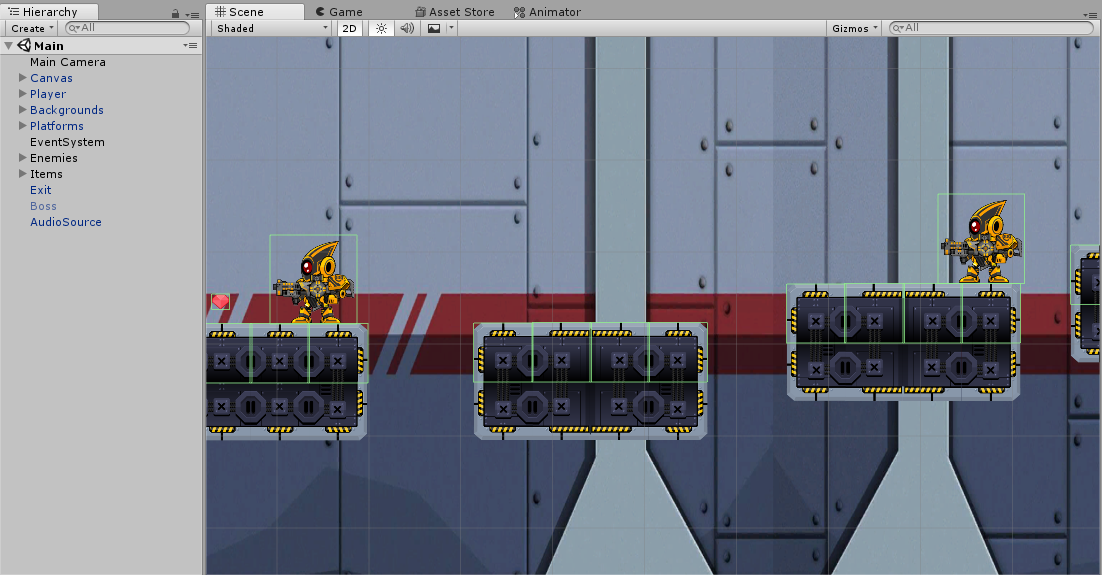 Hierarchy
Scene
Game
Asset Store
Animator
Create
All
Shaded
2D
Gizmos
All
Main
Main Camera
Canvas
Player
Backgrounds
Platforms
EventSystem
Enemies
Items
Exit
Boss
AudioSource